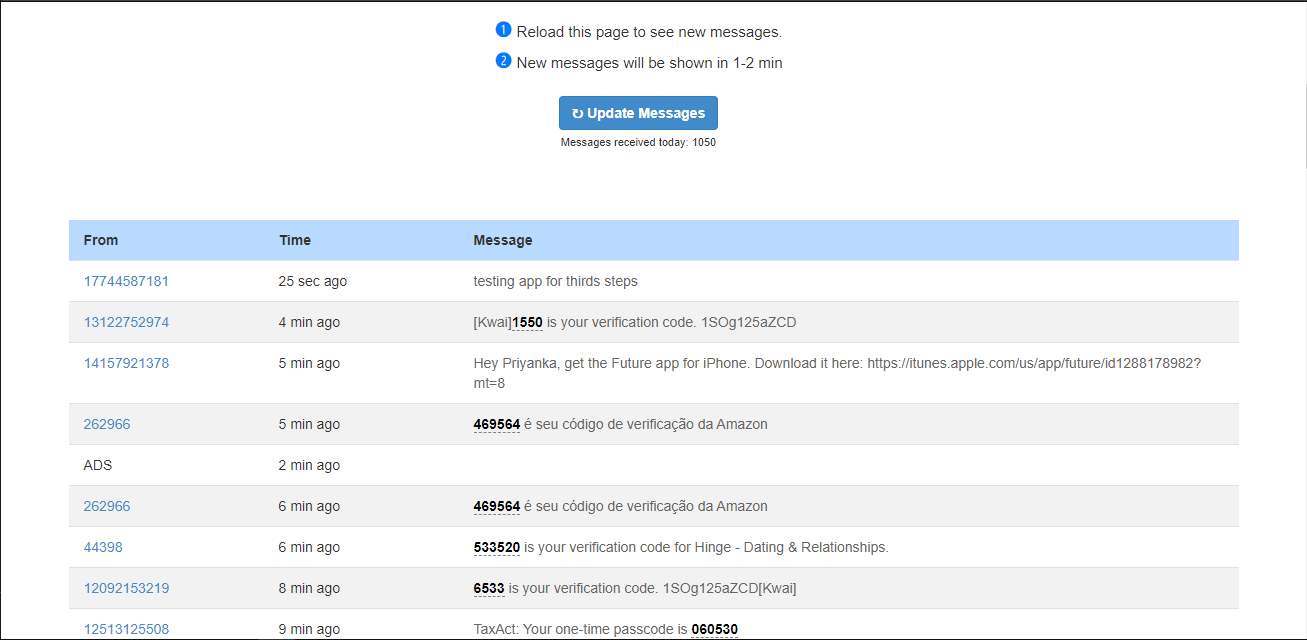 1 Reload this page to see new messages.
2 New messages will be shown in 1-2 min
↻ Update Messages
Messages received today: 1050
From Time Message
17744587181 25 sec ago testing app for thirds steps
13122752974 4 min ago [Kwai]1550 is your verification code. 1SOg125aZCD
14157921378 5 min ago Hey Priyanka, get the Future app for iPhone. Download it here: https://itunes.apple.com/us/app/future/id1288178982?
mt=8
262966 5 min ago 469564 é seu código de verificação da Amazon
ADS 2 min ago
262966 6 min ago 469564 é seu código de verificação da Amazon
44398 6 min ago 533520 is your verification code for Hinge - Dating & Relationships.
12092153219 8 min ago 6533 is your verification code. 1SOg125aZCD[Kwai]
12513125508 9 min ago TaxAct: Your one-time passcode is 060530